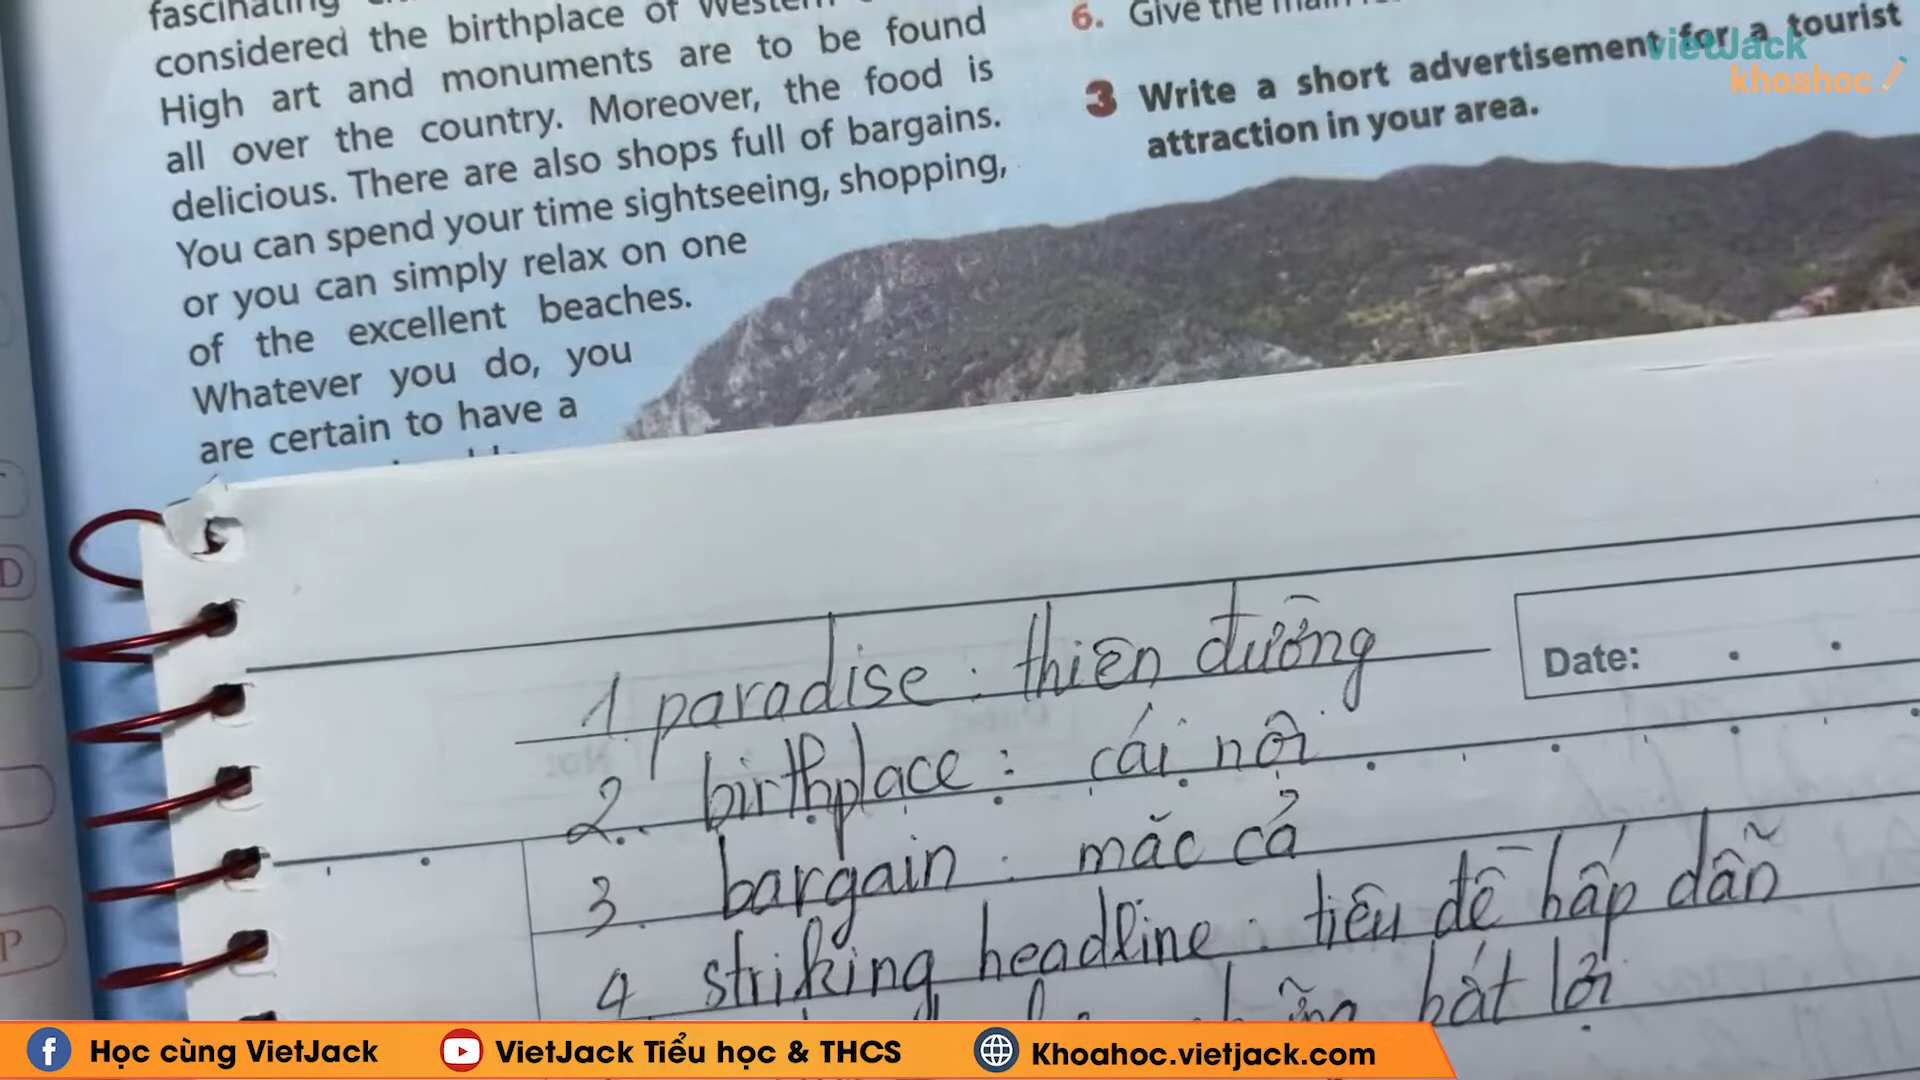 fascinating
considered the birthplace of Western
High art and monuments are to be found
all over the country. Moreover, the food is
delicious. There are also shops full of bargains.
You can spend your time sightseeing, shopping,
or you can simply relax on one
of the excellent beaches.
Whatever you do, you
are certain to have a
6. Give the main
3 Write a short advertisement for a tourist
attraction in your area.
vietJack
khoahoc
Date:
1 paradise: thiên đường
2. birthplace: cái nôi
3. bargain: mặc cả
4 striking headline: tiêu đề hấp dẫn
bất lợi
D
P
Học cùng VietJack
VietJack Tiểu học & THCS
Khoahoc.vietjack.com